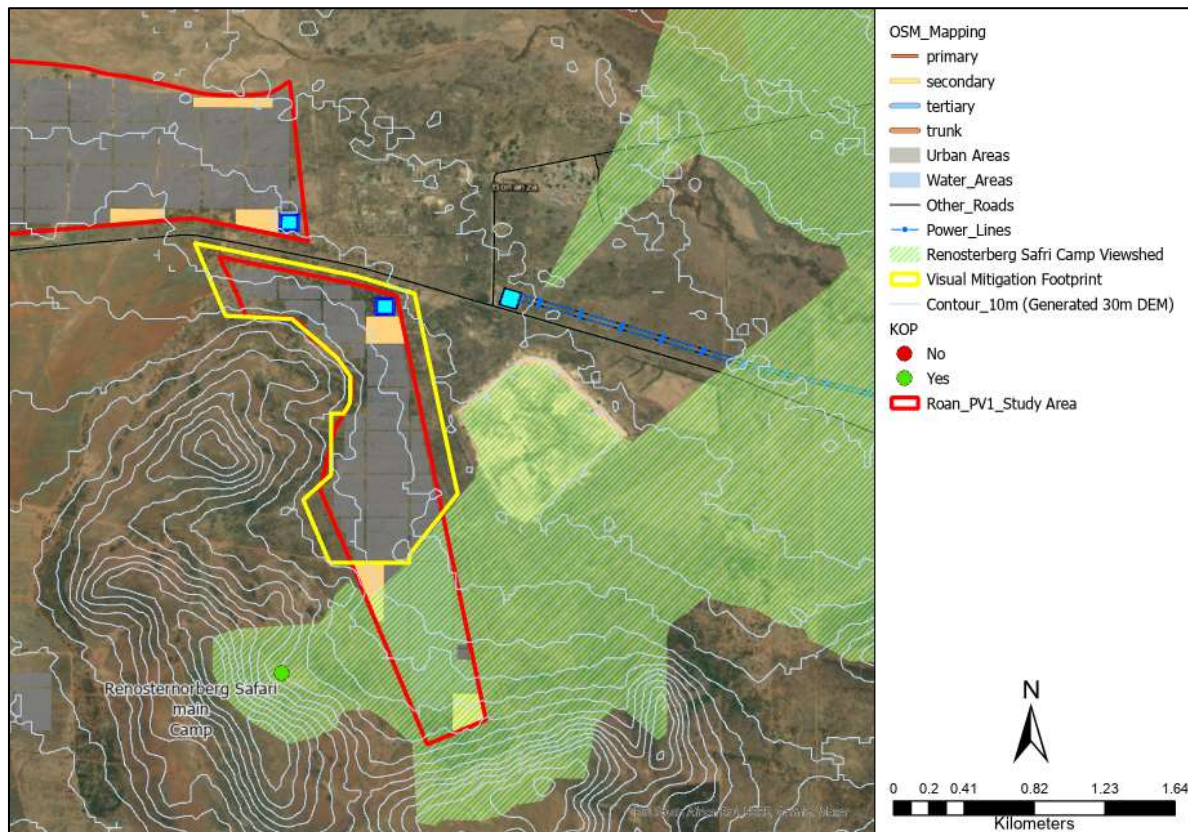 OSM_Mapping
primary
secondary
tertiary
trunk
Urban Areas
Water_Areas
Other_Roads
Power_Lines
Renosterberg Safri Camp Viewshed
Visual Mitigation Footprint
Contour_10m (Generated 30m DEM)
KOP
No
Yes
Roan_PV1_Study Area
Renosternorberg Safari
main
Camp
N
0 0.2 0.41 0.82 1.23 1.64
Kilometers